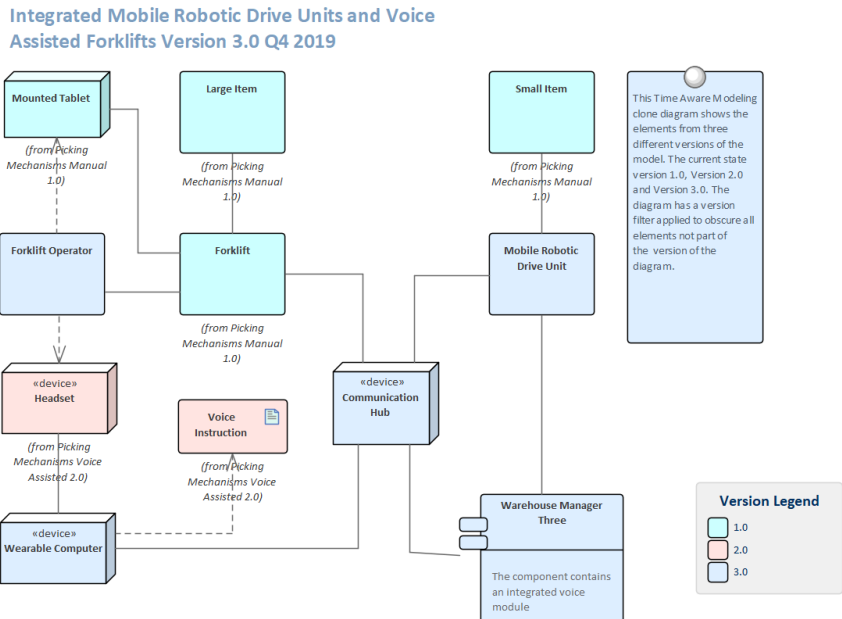 Integrated Mobile Robotic Drive Units and Voice
Assisted Forklifts Version 3.0 Q4 2019
Mounted Tablet
(from Picking
Mechanisms Manual
1.0)
Large Item
(from Picking
Mechanisms Manual
1.0)
Small Item
(from Picking
Mechanisms Manual
1.0)
This Time Aware Modeling
clone diagram shows the
elements from three
different versions of the
model. The current state
version 1.0, Version 2.0
and Version 3.0. The
diagram has a version
filter applied to obscure all
elements not part of
the version of the
diagram.
Forklift Operator
Forklift
(from Picking
Mechanisms Manual
1.0)
Mobile Robotic
Drive Unit
«device»
Headset
(from Picking
Mechanisms Voice
Assisted 2.0)
Voice
Instruction
(from Picking
Mechanisms Voice
Assisted 2.0)
«device»
Communication
Hub
«device»
Wearable Computer
Warehouse Manager
Three
The component contains
an integrated voice
module
Version Legend
1.0
2.0
3.0